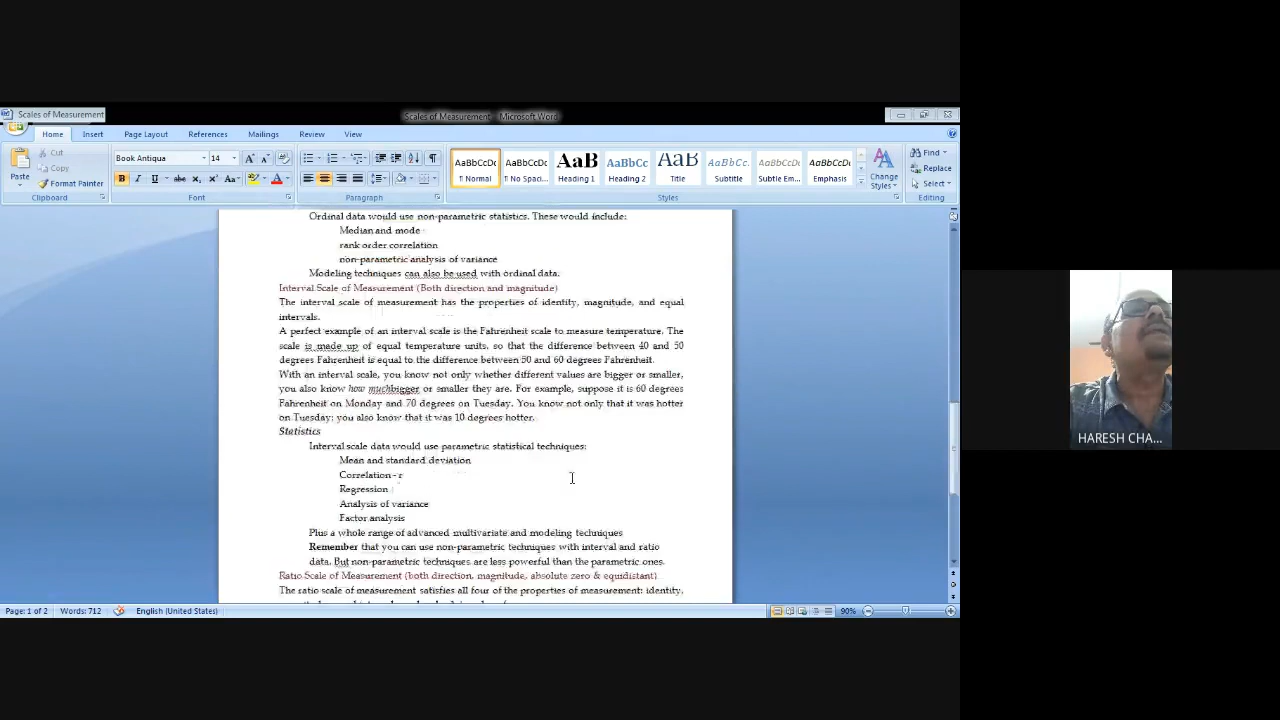 Scales of Measurement
Scales of Measurement - Microsoft Word
Home Insert Page Layout References Mailings Review View
Cut
Copy
Paste
Format Painter
Clipboard
Book Antiqua 14
Font
Paragraph
AaBbCcDc AaBbCcDc AaB AaBbCc AaB AaBbCcL AaBbCcDc AaBbCcDc
¶ Normal ¶ No Spaci... Heading 1 Heading 2 Title Subtitle Subtle Em... Emphasis
Change Styles
Styles
Find
Replace
Select
Editing
Ordinal data would use non-parametric statistics. These would include:
Median and mode
rank order correlation
non-parametric analysis of variance
Modeling techniques can also be used with ordinal data.
Interval Scale of Measurement (Both direction and magnitude)
The interval scale of measurement has the properties of identity, magnitude, and equal
intervals.
A perfect example of an interval scale is the Fahrenheit scale to measure temperature. The
scale is made up of equal temperature units, so that the difference between 40 and 50
degrees Fahrenheit is equal to the difference between 50 and 60 degrees Fahrenheit.
With an interval scale, you know not only whether different values are bigger or smaller,
you also know how muchbigger or smaller they are. For example, suppose it is 60 degrees
Fahrenheit on Monday and 70 degrees on Tuesday. You know not only that it was hotter
on Tuesday; you also know that it was 10 degrees hotter.
Statistics
Interval scale data would use parametric statistical techniques:
Mean and standard deviation
Correlation - r
Regression
Analysis of variance
Factor analysis
Plus a whole range of advanced multivariate and modeling techniques
Remember that you can use non-parametric techniques with interval and ratio
data. But non-parametric techniques are less powerful than the parametric ones.
Ratio Scale of Measurement (both direction, magnitude, absolute zero & equidistant)
The ratio scale of measurement satisfies all four of the properties of measurement: identity,
Page: 1 of 2 Words: 712 English (United States) 90%
HARESH CHA...